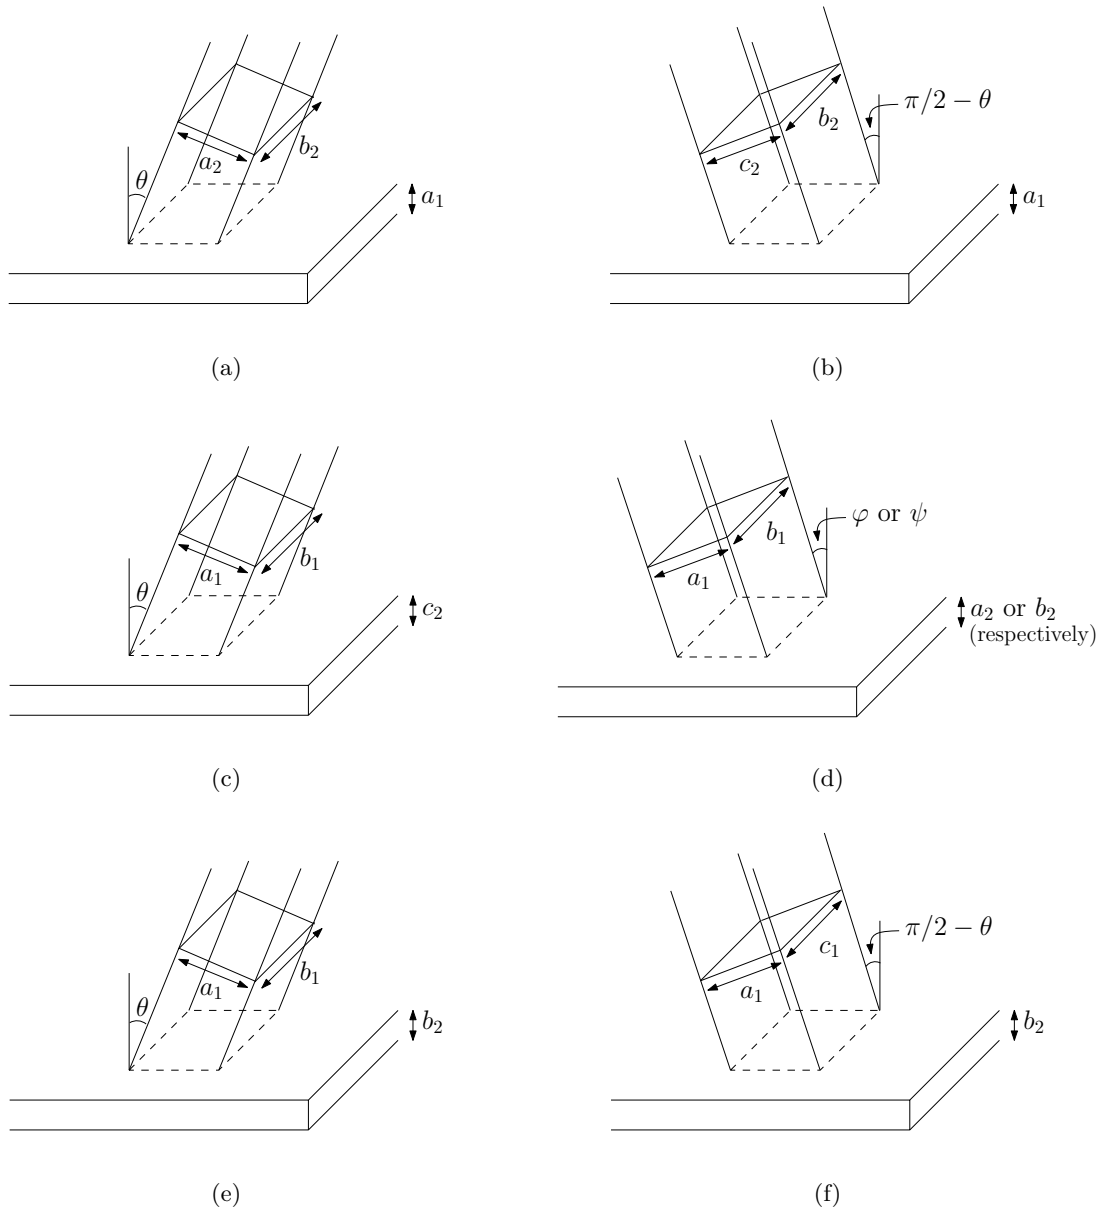 θ a₂ b₂ a₁
(a)
c₂ b₂ π/2 − θ a₁
(b)
θ a₁ b₁ c₂
(c)
a₁ b₁ φ or ψ
a₂ or b₂
(respectively)
(d)
θ a₁ b₁ b₂
(e)
a₁ c₁ π/2 − θ b₂
(f)